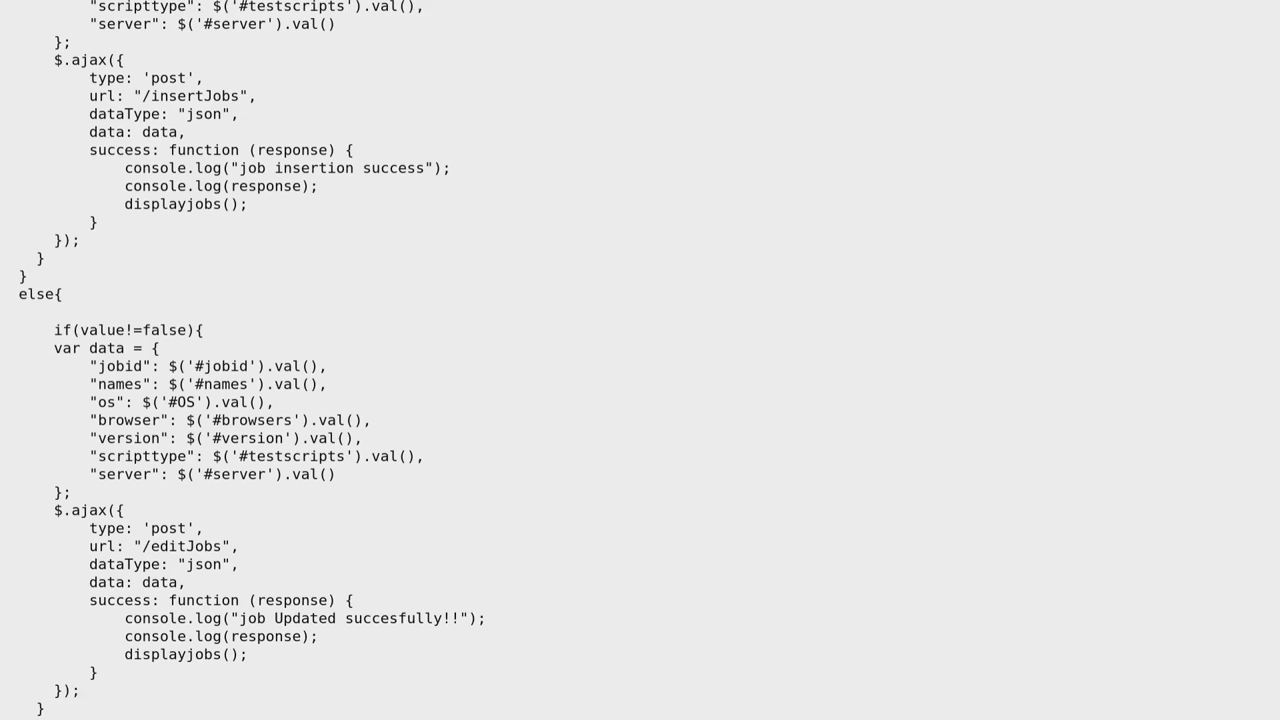 "scripttype": $('#testscripts').val(),
"server": $('#server').val()
};
$.ajax({
type: 'post',
url: "/insertJobs",
dataType: "json",
data: data,
success: function (response) {
console.log("job insertion success");
console.log(response);
displayjobs();
}
});
}
}
else{
if(value!=false){
var data = {
"jobid": $('#jobid').val(),
"names": $('#names').val(),
"os": $('#OS').val(),
"browser": $('#browsers').val(),
"version": $('#version').val(),
"scripttype": $('#testscripts').val(),
"server": $('#server').val()
};
$.ajax({
type: 'post',
url: "/editJobs",
dataType: "json",
data: data,
success: function (response) {
console.log("job Updated succesfully!!");
console.log(response);
displayjobs();
}
});
}